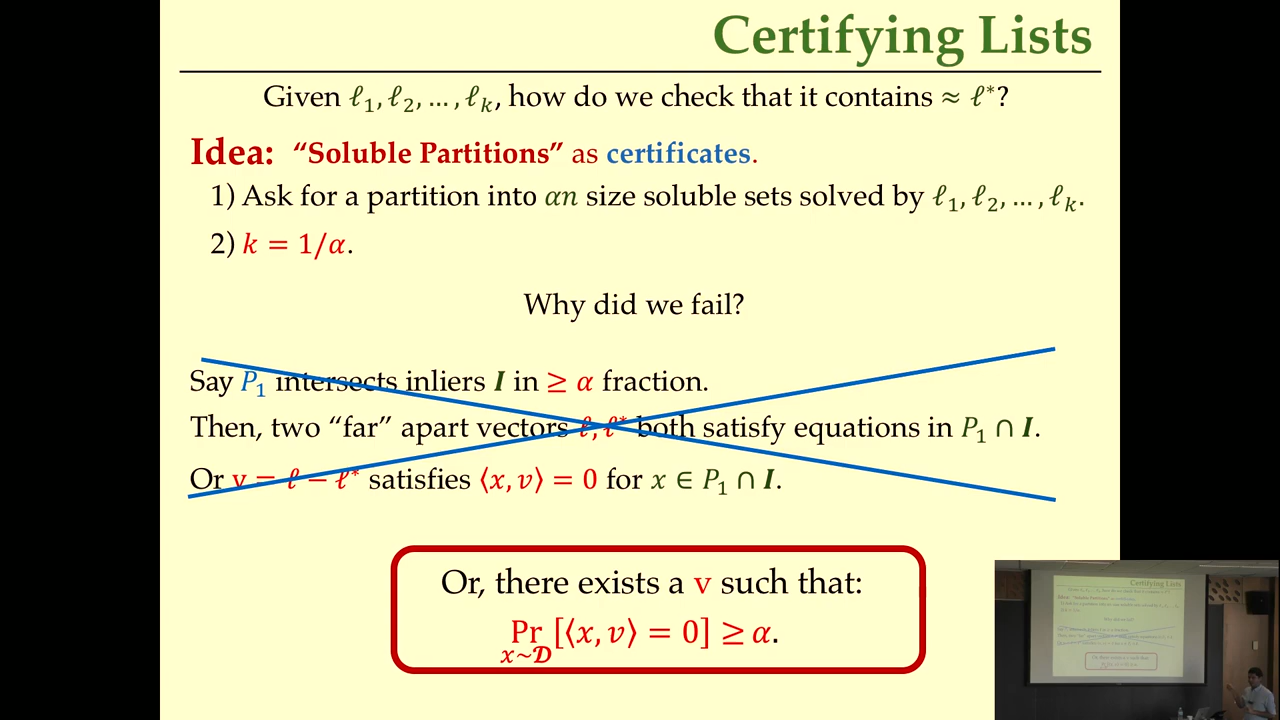 Certifying Lists
Given ℓ₁, ℓ₂, … , ℓₖ, how do we check that it contains ≈ ℓ*?
Idea: “Soluble Partitions” as certificates.
1) Ask for a partition into αn size soluble sets solved by ℓ₁, ℓ₂, … , ℓₖ.
2) k = 1/α.
Why did we fail?
Say P₁ intersects inliers I in ≥ α fraction.
Then, two “far” apart vectors ℓ, ℓ* both satisfy equations in P₁ ∩ I.
Or v = ℓ − ℓ* satisfies ⟨x, v⟩ = 0 for x ∈ P₁ ∩ I.
Or, there exists a v such that:
Pr[⟨x, v⟩ = 0] ≥ α.
x~𝓓
Certifying Lists